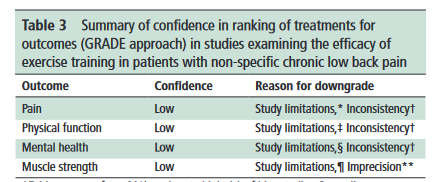 Table 3 Summary of confidence in ranking of treatments for
outcomes (GRADE approach) in studies examining the efficacy of
exercise training in patients with non-specific chronic low back pain
Outcome Confidence Reason for downgrade
Pain Low Study limitations,* Inconsistency†
Physical function Low Study limitations,‡ Inconsistency†
Mental health Low Study limitations,§ Inconsistency†
Muscle strength Low Study limitations,¶ Imprecision**